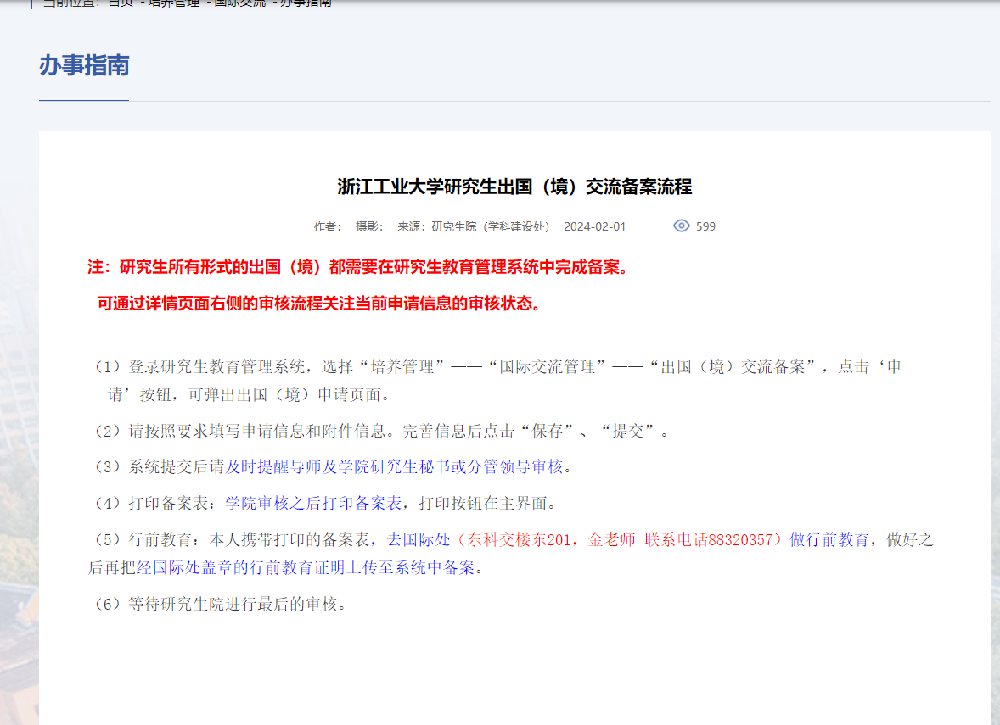 当前位置：首页 - 培养管理 - 国际交流 - 办事指南
办事指南
浙江工业大学研究生出国（境）交流备案流程
作者： 摄影： 来源：研究生院（学科建设处） 2024-02-01 599
注：研究生所有形式的出国（境）都需要在研究生教育管理系统中完成备案。
可通过详情页面右侧的审核流程关注当前申请信息的审核状态。
（1）登录研究生教育管理系统，选择“培养管理”——“国际交流管理”——“出国（境）交流备案”，点击‘申
请’按钮，可弹出出国（境）申请页面。
（2）请按照要求填写申请信息和附件信息。完善信息后点击“保存”、“提交”。
（3）系统提交后请及时提醒导师及学院研究生秘书或分管领导审核。
（4）打印备案表：学院审核之后打印备案表，打印按钮在主界面。
（5）行前教育：本人携带打印的备案表，去国际处（东科交楼东201，金老师 联系电话88320357）做行前教育，做好之
后再把经国际处盖章的行前教育证明上传至系统中备案。
（6）等待研究生院进行最后的审核。